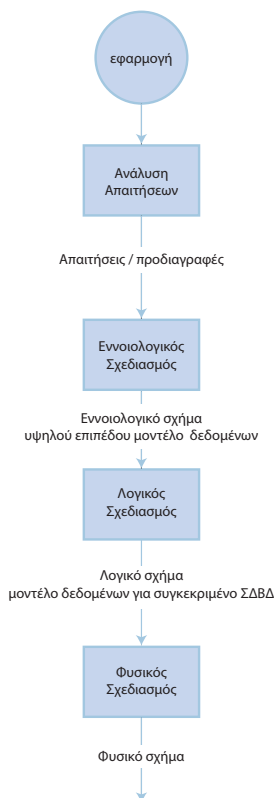 εφαρμογή
Ανάλυση
Απαιτήσεων
Απαιτήσεις / προδιαγραφές
Εννοιολογικός
Σχεδιασμός
Εννοιολογικό σχήμα
υψηλού επιπέδου μοντέλο δεδομένων
Λογικός
Σχεδιασμός
Λογικό σχήμα
μοντέλο δεδομένων για συγκεκριμένο ΣΔΒΔ
Φυσικός
Σχεδιασμός
Φυσικό σχήμα